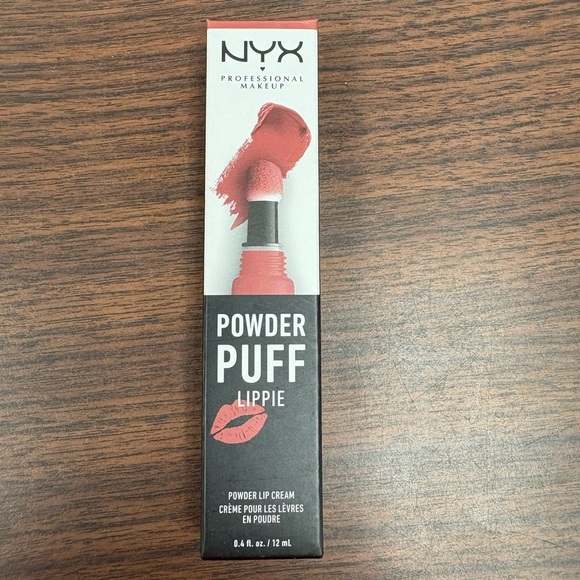 NYX
PROFESSIONAL
MAKEUP
POWDER
PUFF
LIPPIE
POWDER LIP CREAM
CRÈME POUR LES LÈVRES
EN POUDRE
0.4 fl. oz. / 12 mL